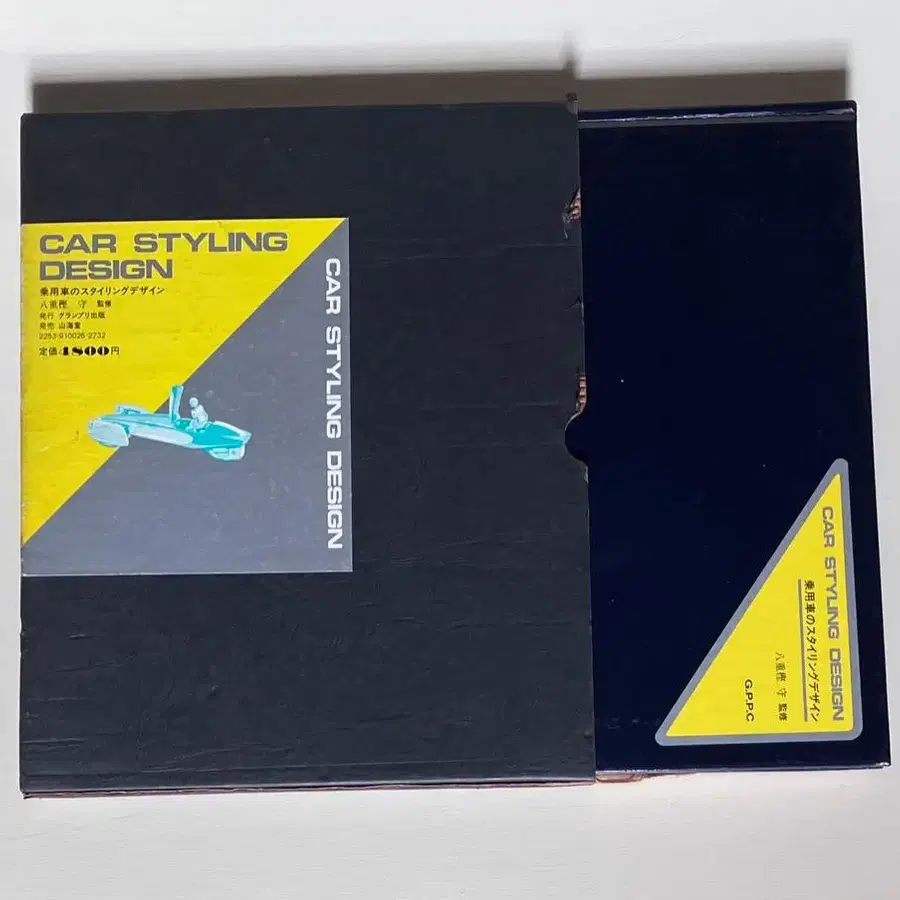 CAR STYLING
DESIGN
乗用車のスタイリングデザイン
八重樫 守 監修
発行 グランプリ出版
発売 山海堂
2253-910026-2732
定価4800円
CAR STYLING DESIGN
CAR STYLING DESIGN
乗用車のスタイリングデザイン
八重樫 守 監修
G.P.P.C